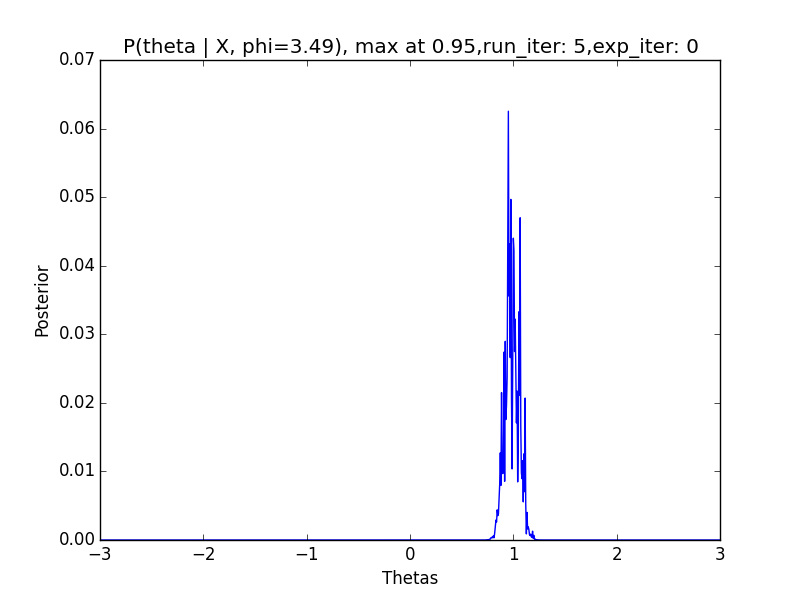 P(theta | X, phi=3.49), max at 0.95,run_iter: 5,exp_iter: 0
0.07
0.06
0.05
0.04
0.03
0.02
0.01
0.00
Posterior
−3 −2 −1 0 1 2 3
Thetas